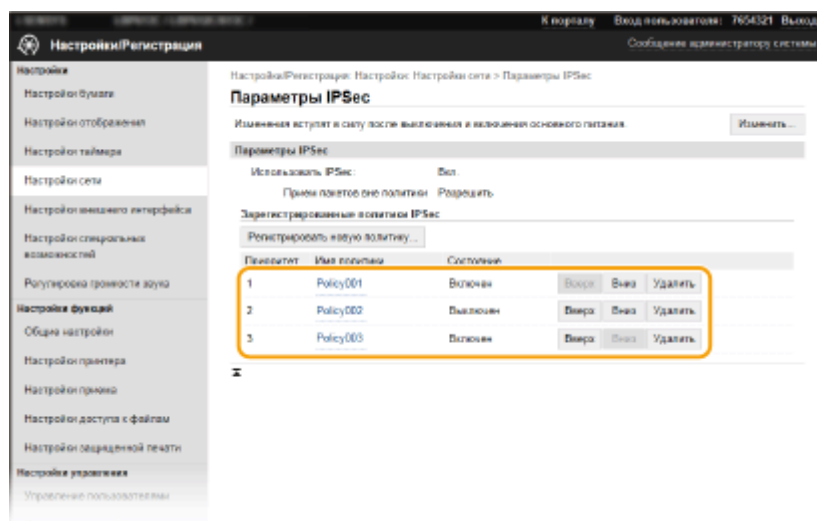 К порталу Вход пользователя: 7654321 Выход
Настройки/Регистрация
Сообщение администратору системы
Настройки
Настройки бумаги
Настройки отображения
Настройки таймера
Настройки сети
Настройки внешнего интерфейса
Настройки специальных
возможностей
Регулировка громкости звука
Настройки функций
Общие настройки
Настройки принтера
Настройки приема
Настройки доступа к файлам
Настройки защищенной печати
Настройки управления
Управление пользователями
Настройки/Регистрация: Настройки: Настройки сети > Параметры IPSec
Параметры IPSec
Изменения вступят в силу после выключения и включения основного питания.
Изменить...
Параметры IPSec
Использовать IPSec: Вкл.
Прием пакетов вне политики: Разрешить
Зарегистрированные политики IPSec
Регистрировать новую политику...
Приоритет Имя политики Состояние
1 Policy001 Включен Вверх Вниз Удалить
2 Policy002 Выключен Вверх Вниз Удалить
3 Policy003 Включен Вверх Вниз Удалить